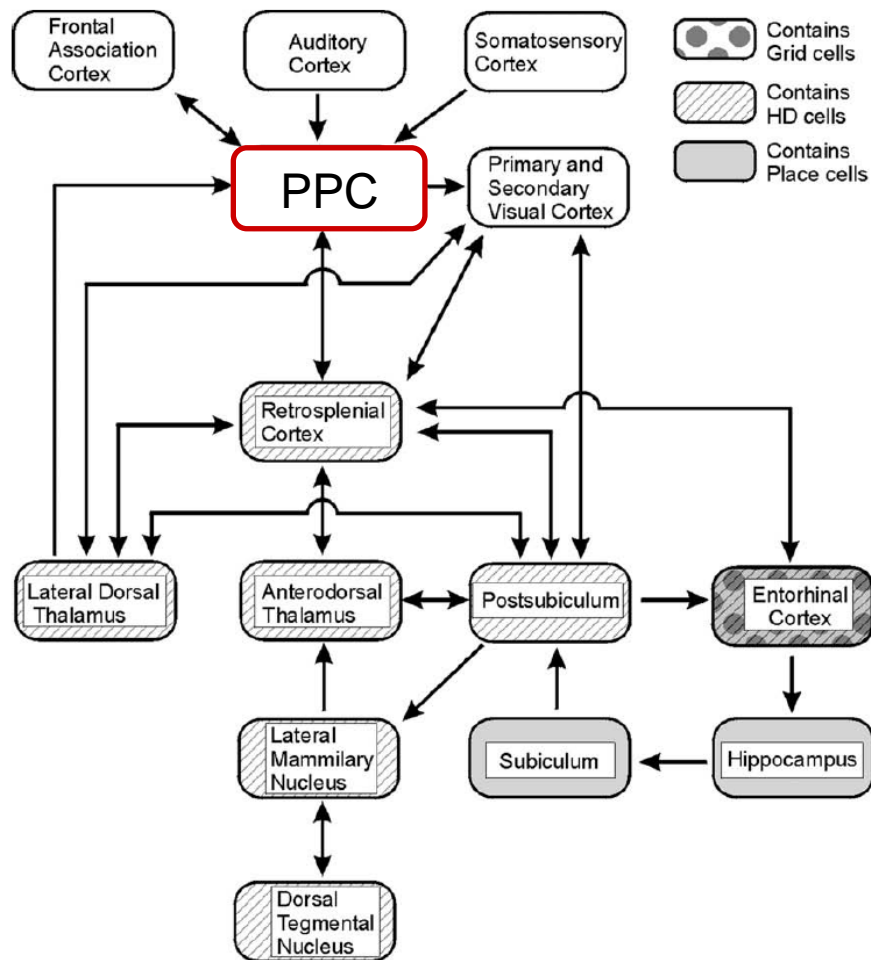 Frontal
Association
Cortex
Auditory
Cortex
Somatosensory
Cortex
Contains
Grid cells
Contains
HD cells
Contains
Place cells
PPC
Primary and
Secondary
Visual Cortex
Retrosplenial
Cortex
Lateral Dorsal
Thalamus
Anterodorsal
Thalamus
Postsubiculum
Entorhinal
Cortex
Lateral
Mammilary
Nucleus
Subiculum
Hippocampus
Dorsal
Tegmental
Nucleus